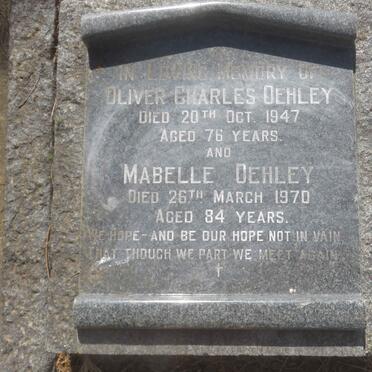 IN LOVING MEMORY OF
OLIVER CHARLES OEHLEY
DIED 20TH OCT. 1947
AGED 76 YEARS.
AND
MABELLE OEHLEY
DIED 26TH MARCH 1970
AGED 84 YEARS.
WE HOPE-AND BE OUR HOPE NOT IN VAIN
THAT THOUGH WE PART WE MEET AGAIN.